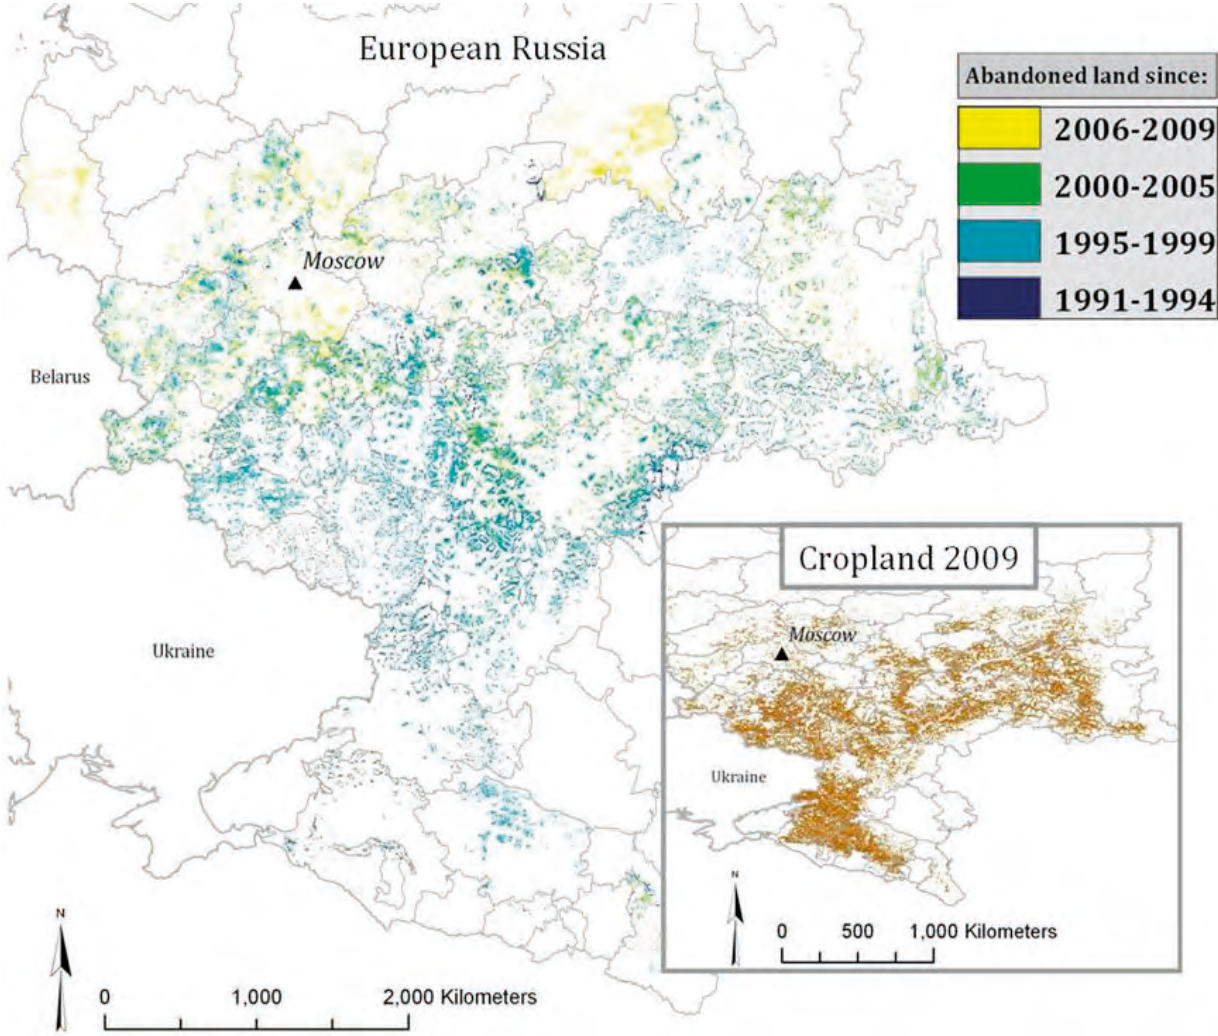 European Russia
Abandoned land since:
2006-2009
2000-2005
1995-1999
1991-1994
Moscow
Belarus
Ukraine
Cropland 2009
Moscow
Ukraine
N
0 500 1,000 Kilometers
N
0 1,000 2,000 Kilometers